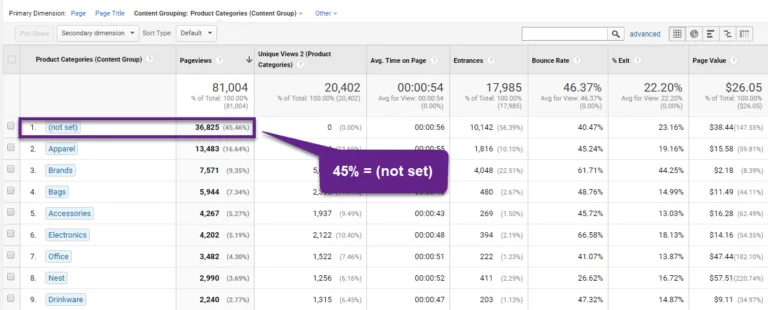 Primary Dimension: Page Page Title Content Grouping: Product Categories (Content Group) Other
Plot Rows Secondary dimension Sort Type: Default advanced
Product Categories (Content Group) Pageviews Unique Views 2 (Product Categories) Avg. Time on Page Entrances Bounce Rate % Exit Page Value
81,004 20,402 00:00:54 17,985 46.37% 22.20% $26.05
% of Total: 100.00% (81,004) % of Total: 100.00% (20,402) Avg for View: 00:00:54 (0.00%) % of Total: 100.00% (17,985) Avg for View: 46.37% (0.00%) Avg for View: 22.20% (0.00%) % of Total: 100.00% ($26.05)
1. (not set) 36,825 (45.46%) 0 (0.00%) 00:00:56 10,142 (56.39%) 40.47% 23.16% $38.44 (147.55%)
2. Apparel 13,483 (16.64%) 1,816 (10.10%) 45.24% 19.16% $15.58 (59.81%)
3. Brands 7,571 (9.35%) 4,048 (22.51%) 61.71% 44.25% $2.18 (8.39%)
4. Bags 5,944 (7.34%) 480 (2.67%) 48.76% 14.99% $11.49 (44.11%)
5. Accessories 4,267 (5.27%) 1,937 (9.49%) 00:00:43 269 (1.50%) 45.72% 13.03% $16.28 (62.49%)
6. Electronics 4,202 (5.19%) 2,122 (10.40%) 00:00:46 394 (2.19%) 66.58% 18.13% $14.16 (54.35%)
7. Office 3,482 (4.30%) 1,462 (7.17%) 00:00:51 222 (1.23%) 41.07% 13.87% $47.44 (182.10%)
8. Nest 2,990 (3.69%) 1,256 (6.16%) 00:00:52 411 (2.29%) 26.62% 16.72% $57.51 (220.74%)
9. Drinkware 2,240 (2.77%) 1,315 (6.45%) 00:00:47 203 (1.13%) 47.32% 14.87% $9.11 (34.97%)
45% = (not set)